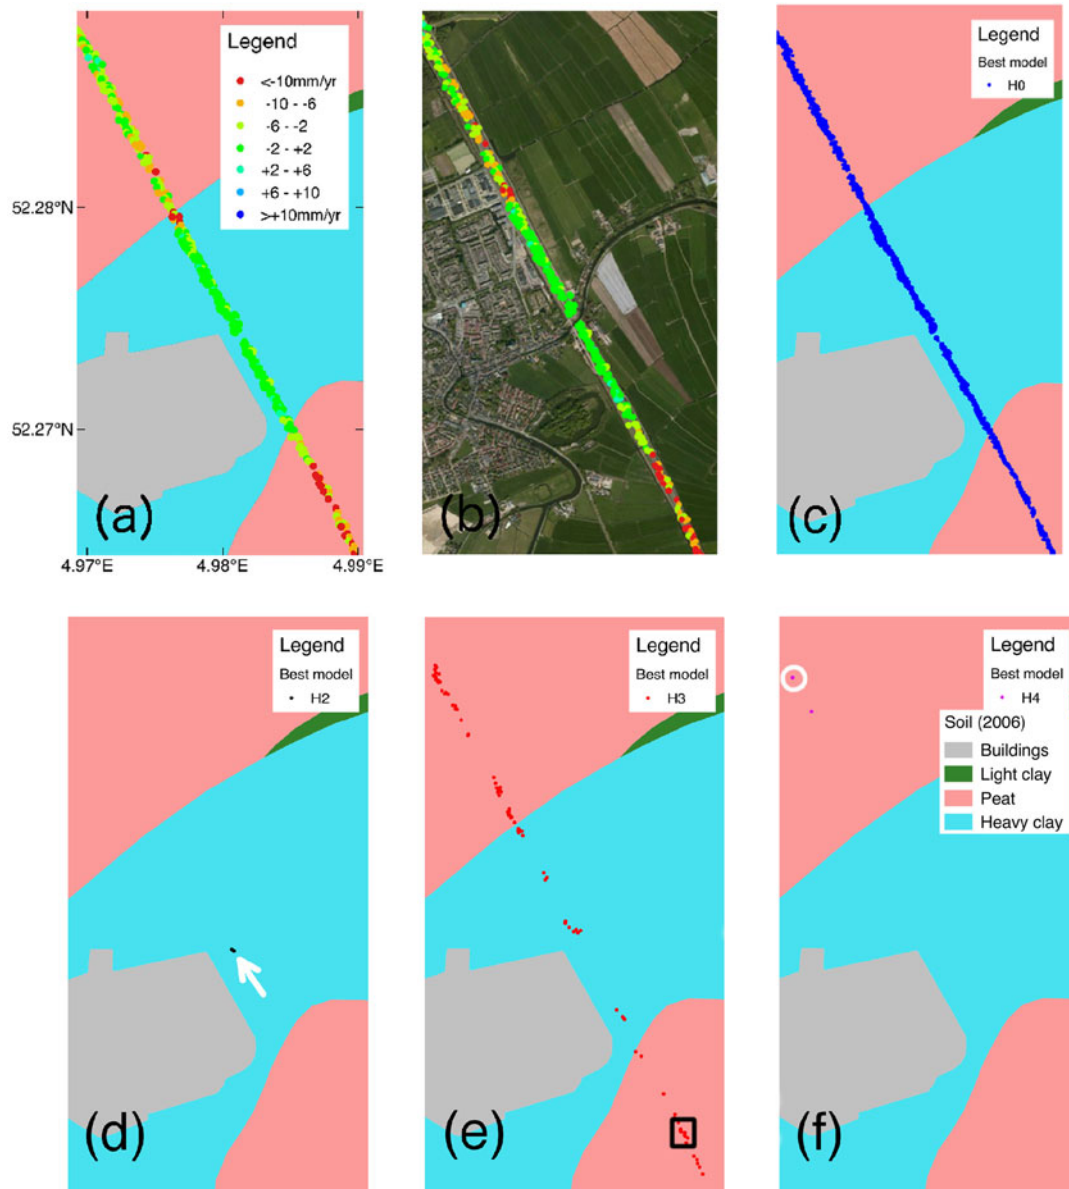 Legend
<-10mm/yr
-10 - -6
-6 - -2
-2 - +2
+2 - +6
+6 - +10
>+10mm/yr
52.28°N
52.27°N
(a)
4.97°E 4.98°E 4.99°E
(b)
Legend
Best model
H0
(c)
Legend
Best model
H2
(d)
Legend
Best model
H3
(e)
Legend
Best model
H4
Soil (2006)
Buildings
Light clay
Peat
Heavy clay
(f)